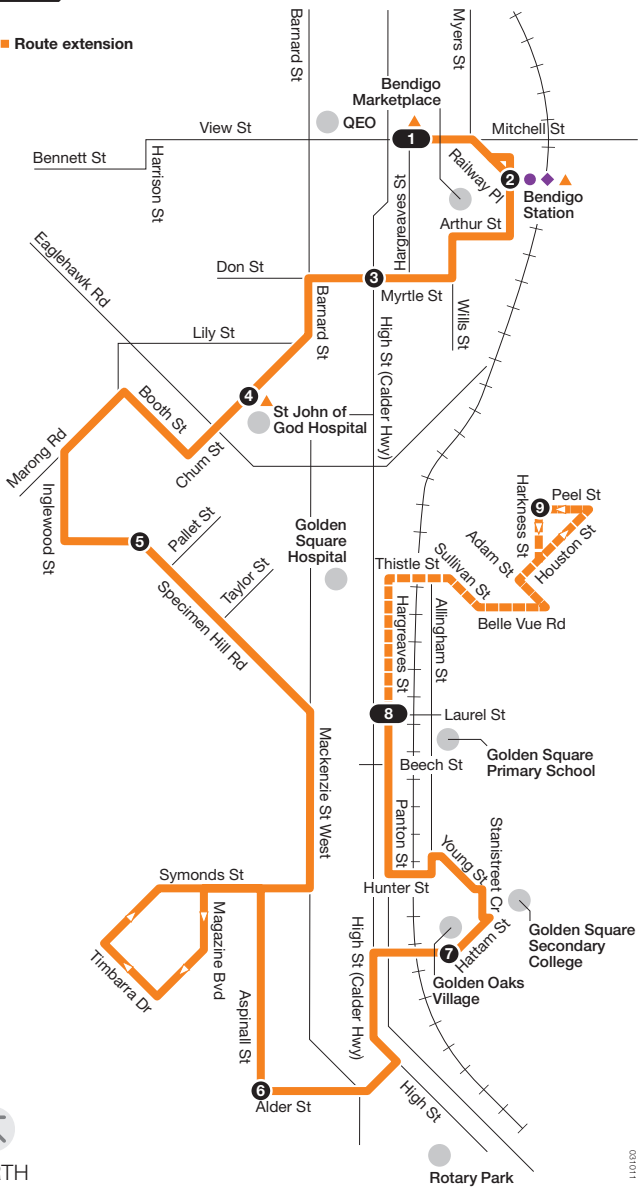 Route extension
Barnard St
Myers St
Bendigo
Marketplace
QEO
View St
1
Mitchell St
Bennett St
Harrison St
Railway Pl
2
Bendigo
Station
Hargreaves St
Arthur St
Eaglehawk Rd
Don St
3
Myrtle St
Barnard St
Wills St
Lily St
High St (Calder Hwy)
4
Booth St
St John of
God Hospital
Chum St
Marong Rd
Inglewood St
5
Pallet St
Golden
Square
Hospital
Harkness St
9
Peel St
Adam St
Houston St
Thistle St
Sullivan St
Taylor St
Specimen Hill Rd
Hargreaves St
Allingham St
Belle Vue Rd
8
Laurel St
Mackenzie St West
Beech St
Golden Square
Primary School
Panton St
Young St
Stanistreet Cr
Symonds St
Hunter St
Magazine Bvd
Timbarra Dr
High St (Calder Hwy)
7
Hattam St
Golden Square
Secondary
College
Golden Oaks
Village
Aspinall St
6
Alder St
High St
Rotary Park
RTH
031011